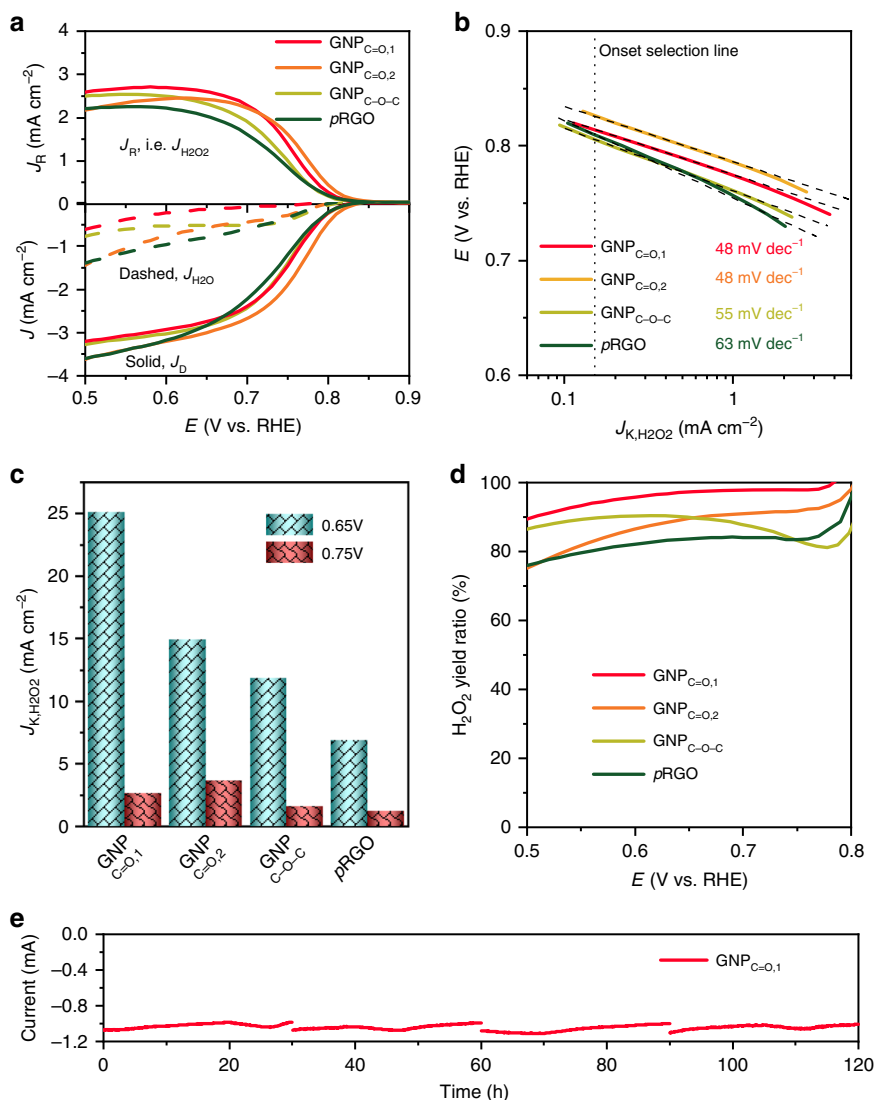 a
4
3
2
1
0
–1
–2
–3
–4
J_R (mA cm⁻²)
J (mA cm⁻²)
GNP_C=O,1
GNP_C=O,2
GNP_C–O–C
pRGO
J_R, i.e. J_H2O2
Dashed, J_H2O
Solid, J_D
0.5 0.6 0.7 0.8 0.9
E (V vs. RHE)
b
0.9
0.8
0.7
0.6
E (V vs. RHE)
Onset selection line
GNP_C=O,1 48 mV dec⁻¹
GNP_C=O,2 48 mV dec⁻¹
GNP_C–O–C 55 mV dec⁻¹
pRGO 63 mV dec⁻¹
0.1 1
J_K,H2O2 (mA cm⁻²)
c
25
20
15
10
5
0
J_K,H2O2 (mA cm⁻²)
0.65V
0.75V
GNP C=O,1
GNP C=O,2
GNP C–O–C
pRGO
d
100
80
60
40
20
0
H₂O₂ yield ratio (%)
GNP_C=O,1
GNP_C=O,2
GNP_C–O–C
pRGO
0.5 0.6 0.7 0.8
E (V vs. RHE)
e
0.0
–0.4
–0.8
–1.2
Currrent (mA)
GNP_C=O,1
0 20 40 60 80 100 120
Time (h)